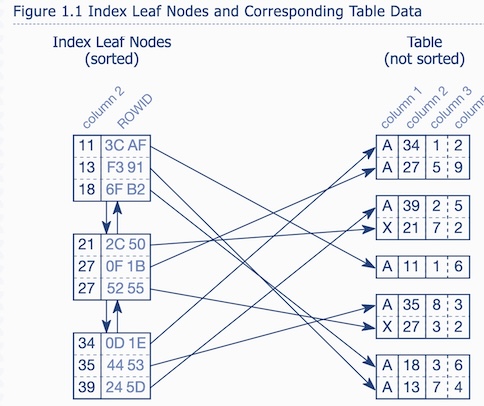 Figure 1.1 Index Leaf Nodes and Corresponding Table Data
Index Leaf Nodes
(sorted)
column 2
ROWID
11 3C AF
13 F3 91
18 6F B2
21 2C 50
27 0F 1B
27 52 55
34 0D 1E
35 44 53
39 24 5D
Table
(not sorted)
column 1
column 2
column 3
A 34 1 2
A 27 5 9
A 39 2 5
X 21 7 2
A 11 1 6
A 35 8 3
X 27 3 2
A 18 3 6
A 13 7 4